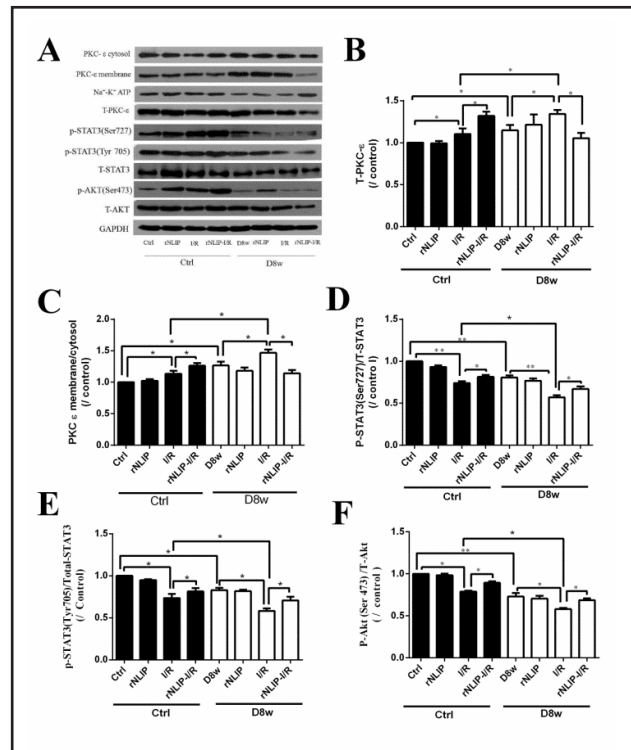 A
PKC- ε cytosol
PKC-ε membrane
Na⁺-K⁺ ATP
T-PKC-ε
p-STAT3(Ser727)
p-STAT3(Tyr 705)
T-STAT3
p-AKT(Ser473)
T-AKT
GAPDH
Ctrl rNLIP I/R rNLIP-I/R D8w rNLIP I/R rNLIP-I/R
Ctrl D8w
B
T-PKC-ε
(/ control)
1.5
1.0
0.5
0.0
* * * * * *
Ctrl rNLIP I/R rNLIP-I/R D8w rNLIP I/R rNLIP-I/R
Ctrl D8w
C
PKC ε membrane/cytosol
(/ control)
2.0
1.5
1.0
0.5
0.0
* * * * * *
Ctrl rNLIP I/R rNLIP-I/R D8w rNLIP I/R rNLIP-I/R
Ctrl D8w
D
P-STAT3(Ser727)/T-STAT3
(/ control)
1.5
1.0
0.5
0.0
* ** ** * ** *
Ctrl rNLIP I/R rNLIP-I/R D8w rNLIP I/R rNLIP-I/R
Ctrl D8w
E
p-STAT3(Tyr705)/Total-STAT3
(/ Control)
1.5
1.0
0.5
0.0
* * * * * *
Ctrl rNLIP I/R rNLIP-I/R D8w rNLIP I/R rNLIP-I/R
Ctrl D8w
F
P-Akt (Ser 473) /T-Akt
(/ control)
1.5
1.0
0.5
0.0
* ** * * * *
Ctrl rNLIP I/R rNLIP-I/R D8w rNLIP I/R rNLIP-I/R
Ctrl D8w